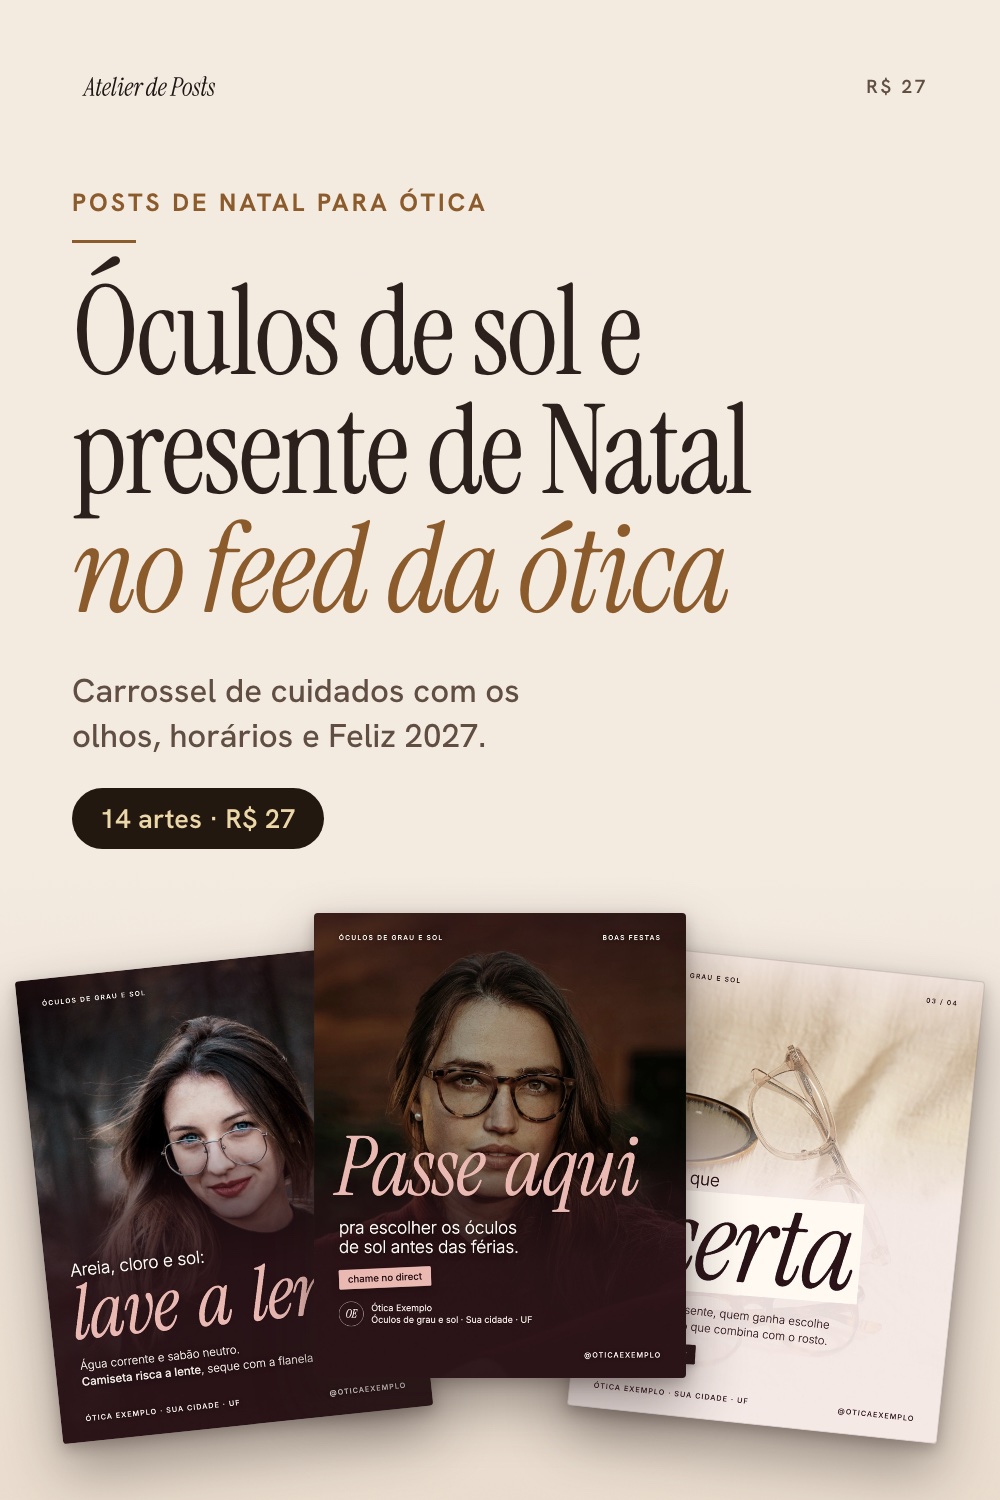 Atelier de Posts
R$ 27
POSTS DE NATAL PARA ÓTICA
Óculos de sol e
presente de Natal
no feed da ótica
Carrossel de cuidados com os
olhos, horários e Feliz 2027.
14 artes · R$ 27
ÓCULOS DE GRAU E SOL
Areia, cloro e sol:
lave a
Água corrente e sabão neutro.
Camiseta risca a lente, seque com a flanela
@OTICAEXEMPLO
ÓTICA EXEMPLO · SUA CIDADE · UF
ÓCULOS DE GRAU E SOL
BOAS FESTAS
Passe aqui
pra escolher os óculos
de sol antes das férias.
chame no direct
OE
Ótica Exemplo
Óculos de grau e sol · Sua cidade · UF
@OTICAEXEMPLO
GRAU E SOL
03 / 04
que
certa
quem ganha escolhe
que combina com o rosto.
ÓTICA EXEMPLO · SUA CIDADE · UF
@OTICAEXEMPLO